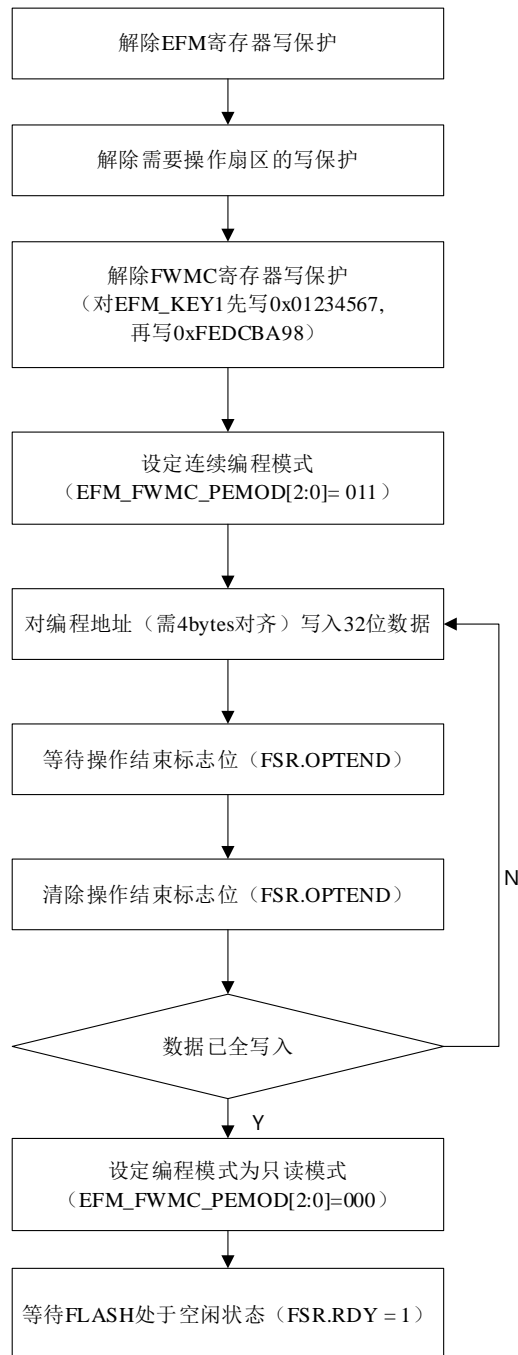 解除EFM寄存器写保护
解除需要操作扇区的写保护
解除FWMC寄存器写保护
（对EFM_KEY1先写0x01234567,
再写0xFEDCBA98）
设定连续编程模式
（EFM_FWMC_PEMOD[2:0]= 011）
对编程地址（需4bytes对齐）写入32位数据
等待操作结束标志位（FSR.OPTEND）
清除操作结束标志位（FSR.OPTEND）
N
数据已全写入
Y
设定编程模式为只读模式
（EFM_FWMC_PEMOD[2:0]=000）
等待FLASH处于空闲状态（FSR.RDY = 1）